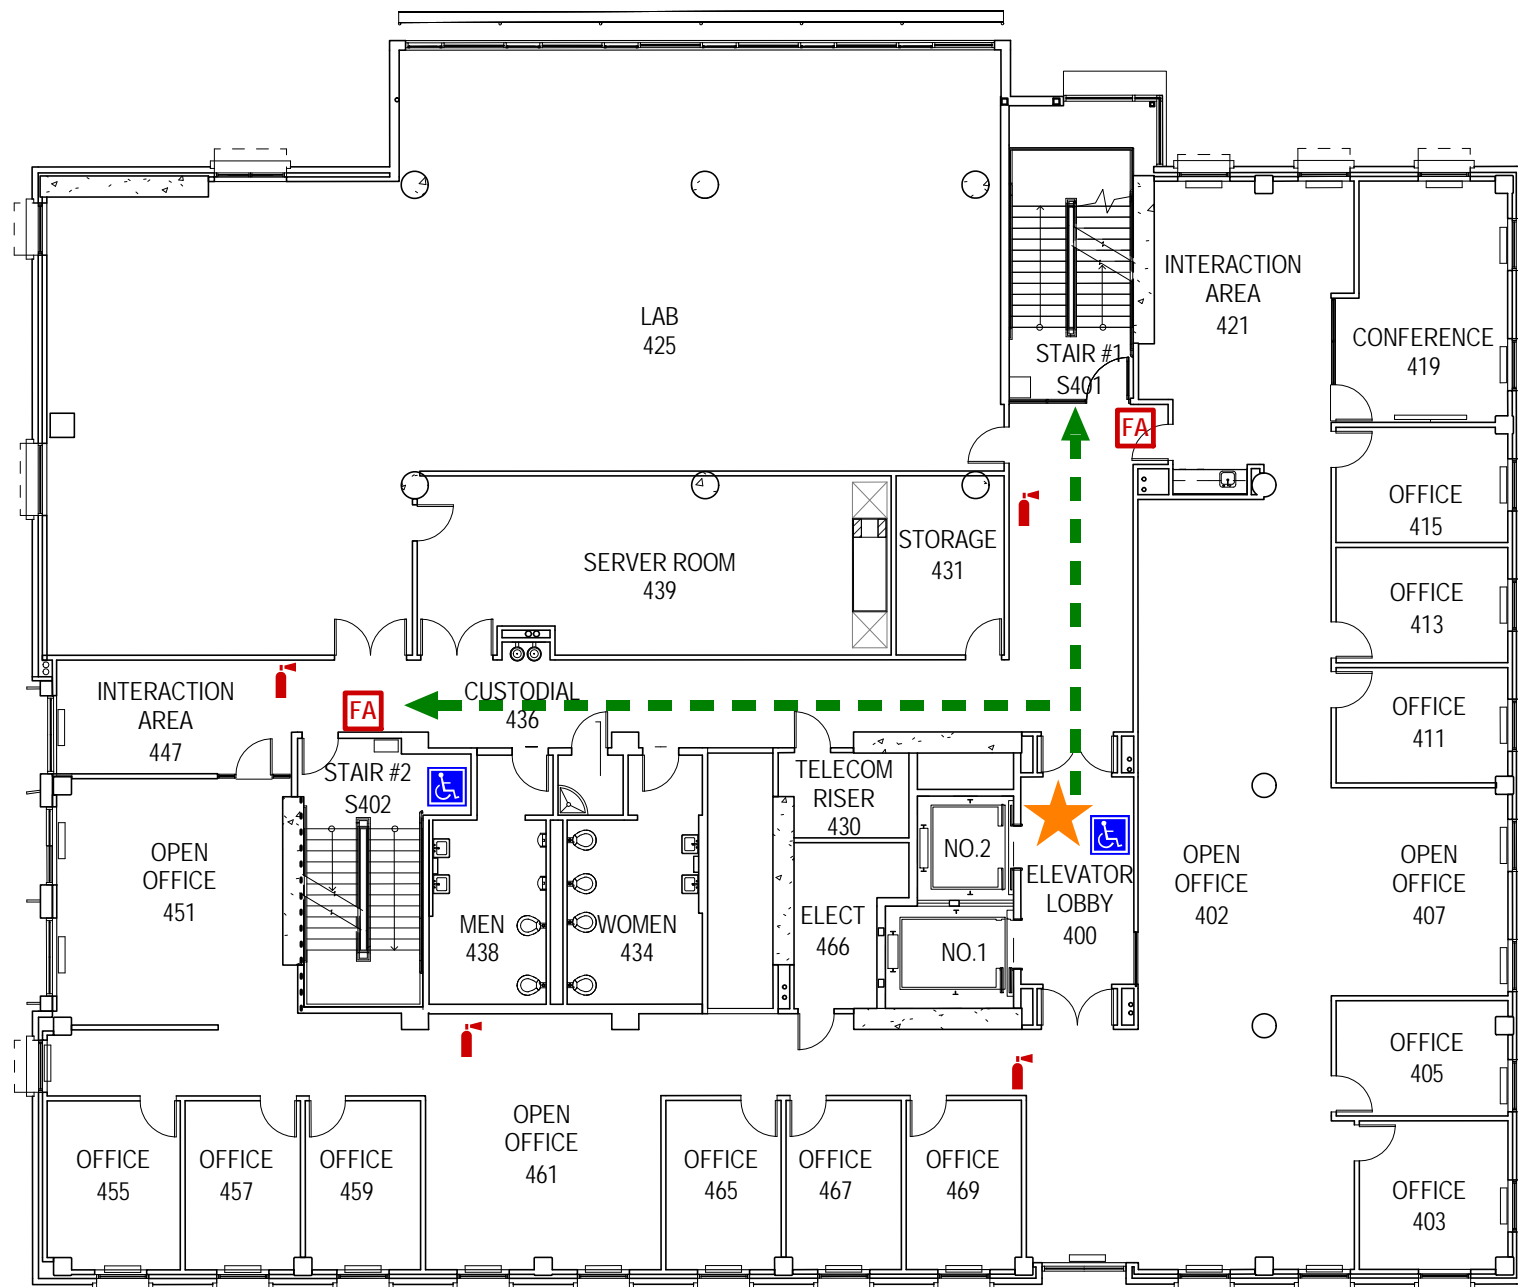 LAB
425
STAIR #1
S401
INTERACTION
AREA
421
CONFERENCE
419
FA
OFFICE
415
SERVER ROOM
439
STORAGE
431
OFFICE
413
INTERACTION
AREA
447
FA
CUSTODIAL
436
OFFICE
411
STAIR #2
S402
TELECOM
RISER
430
OPEN
OFFICE
451
NO.2
ELEVATOR
LOBBY
400
OPEN
OFFICE
402
OPEN
OFFICE
407
MEN
438
WOMEN
434
ELECT
466
NO.1
OFFICE
405
OPEN
OFFICE
461
OFFICE
455
OFFICE
457
OFFICE
459
OFFICE
465
OFFICE
467
OFFICE
469
OFFICE
403